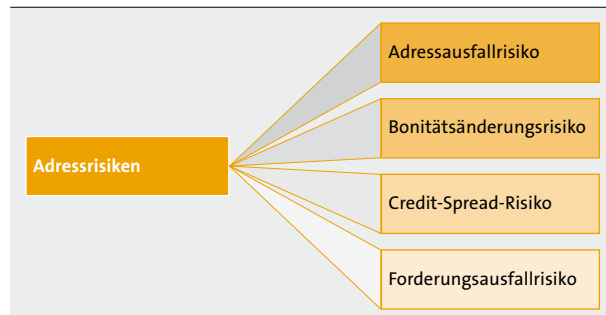 Adressrisiken
Adressausfallrisiko
Bonitätsänderungsrisiko
Credit-Spread-Risiko
Forderungsausfallrisiko